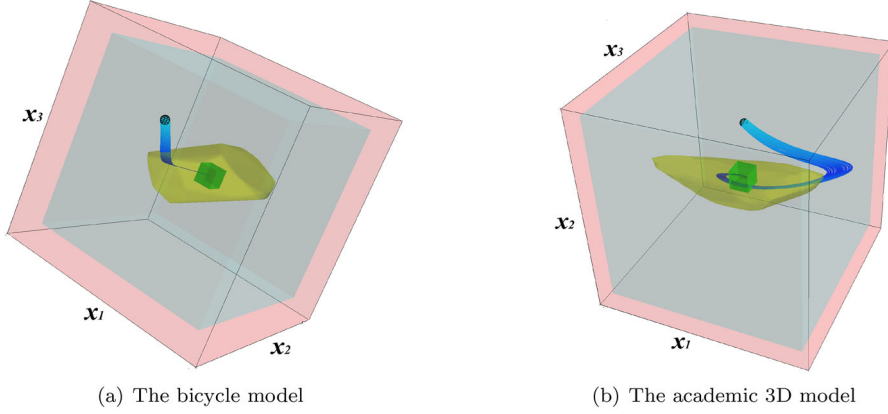 x₃
x₁
x₂
(a) The bicycle model
x₃
x₂
x₁
(b) The academic 3D model